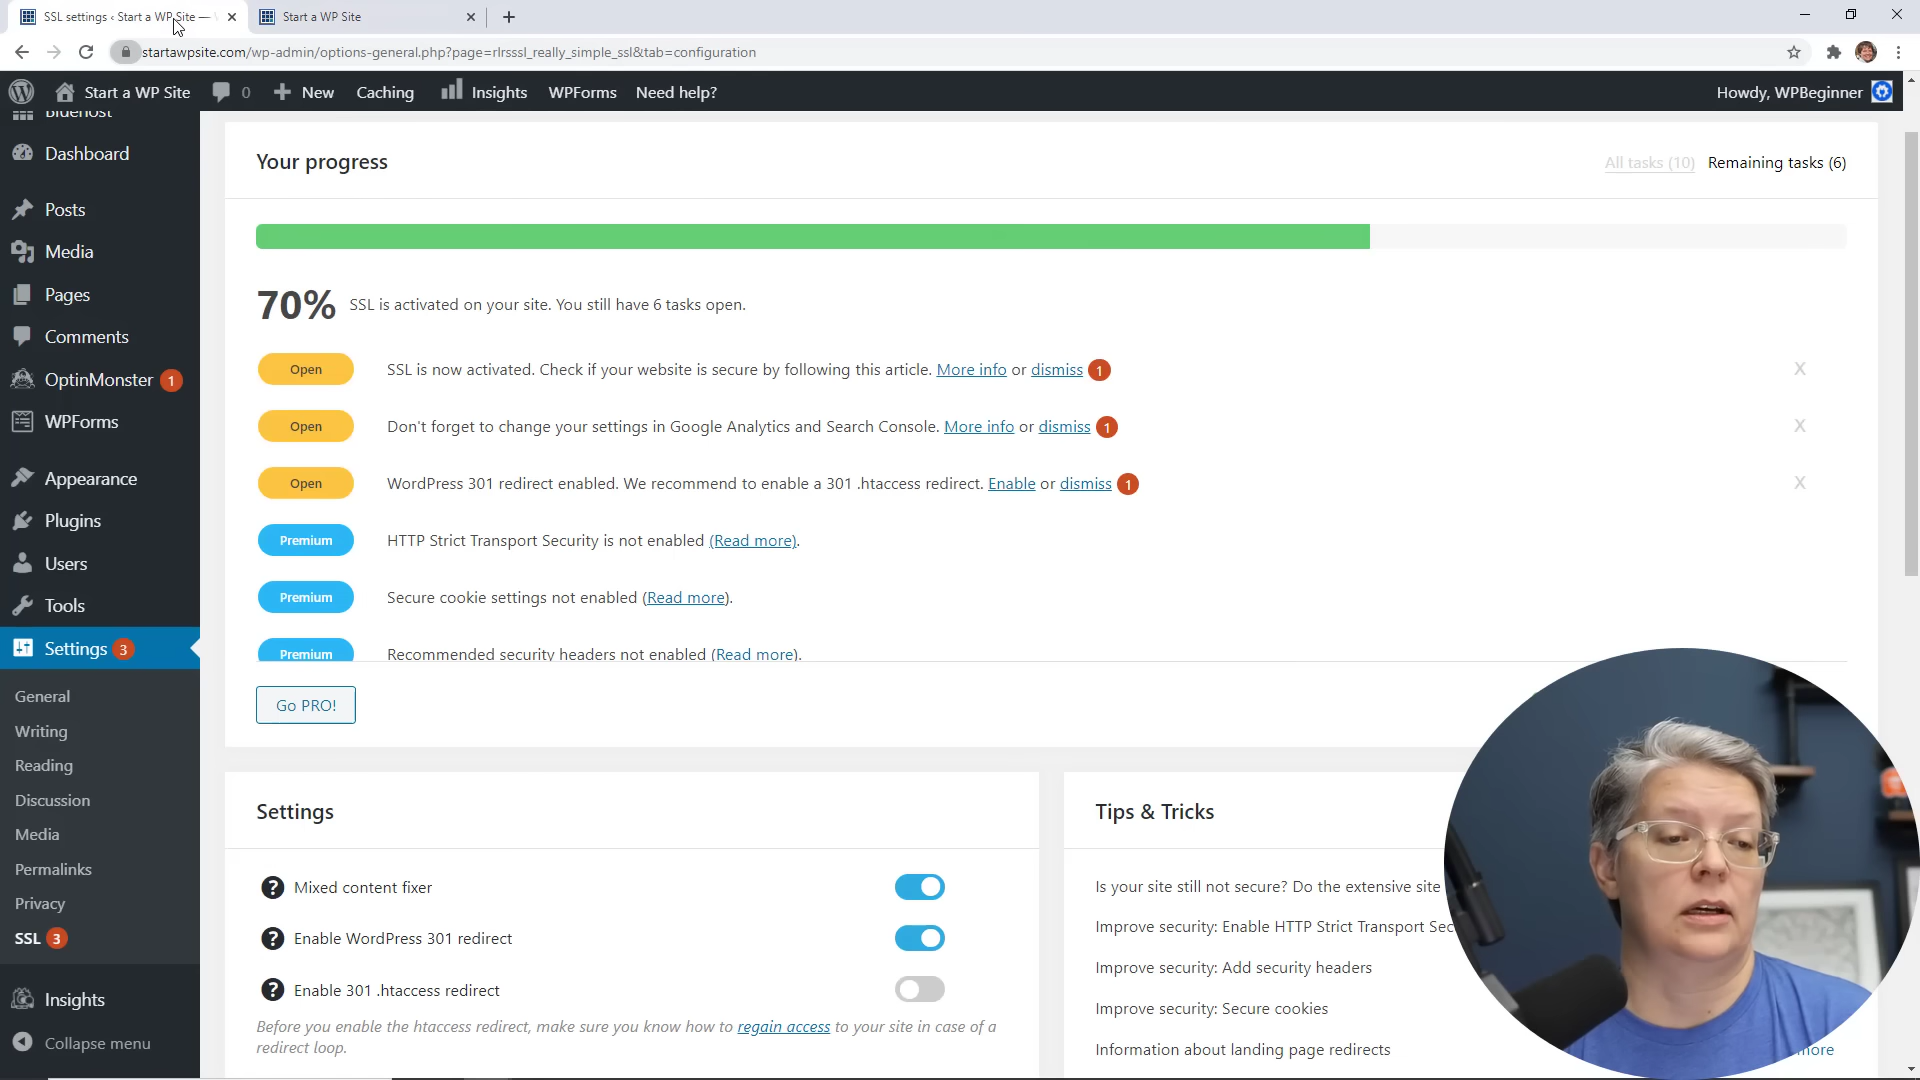 SSL settings ‹ Start a WP Site —
Start a WP Site
startawpsite.com/wp-admin/options-general.php?page=rlrsssl_really_simple_ssl&tab=configuration
Start a WP Site
0
New
Caching
Insights
WPForms
Need help?
Howdy, WPBeginner
Bluehost
Dashboard
Posts
Media
Pages
Comments
OptinMonster 1
WPForms
Appearance
Plugins
Users
Tools
Settings 3
General
Writing
Reading
Discussion
Media
Permalinks
Privacy
SSL 3
Insights
Collapse menu
Your progress
All tasks (10)
Remaining tasks (6)
70% SSL is activated on your site. You still have 6 tasks open.
Open SSL is now activated. Check if your website is secure by following this article. More info or dismiss 1 X
Open Don't forget to change your settings in Google Analytics and Search Console. More info or dismiss 1 X
Open WordPress 301 redirect enabled. We recommend to enable a 301 .htaccess redirect. Enable or dismiss 1 X
Premium HTTP Strict Transport Security is not enabled (Read more).
Premium Secure cookie settings not enabled (Read more).
Premium Recommended security headers not enabled (Read more).
Go PRO!
Settings
? Mixed content fixer
? Enable WordPress 301 redirect
? Enable 301 .htaccess redirect
Before you enable the htaccess redirect, make sure you know how to regain access to your site in case of a
redirect loop.
Tips & Tricks
Is your site still not secure? Do the extensive site
Improve security: Enable HTTP Strict Transport Sec
Improve security: Add security headers
Improve security: Secure cookies
Information about landing page redirects
more